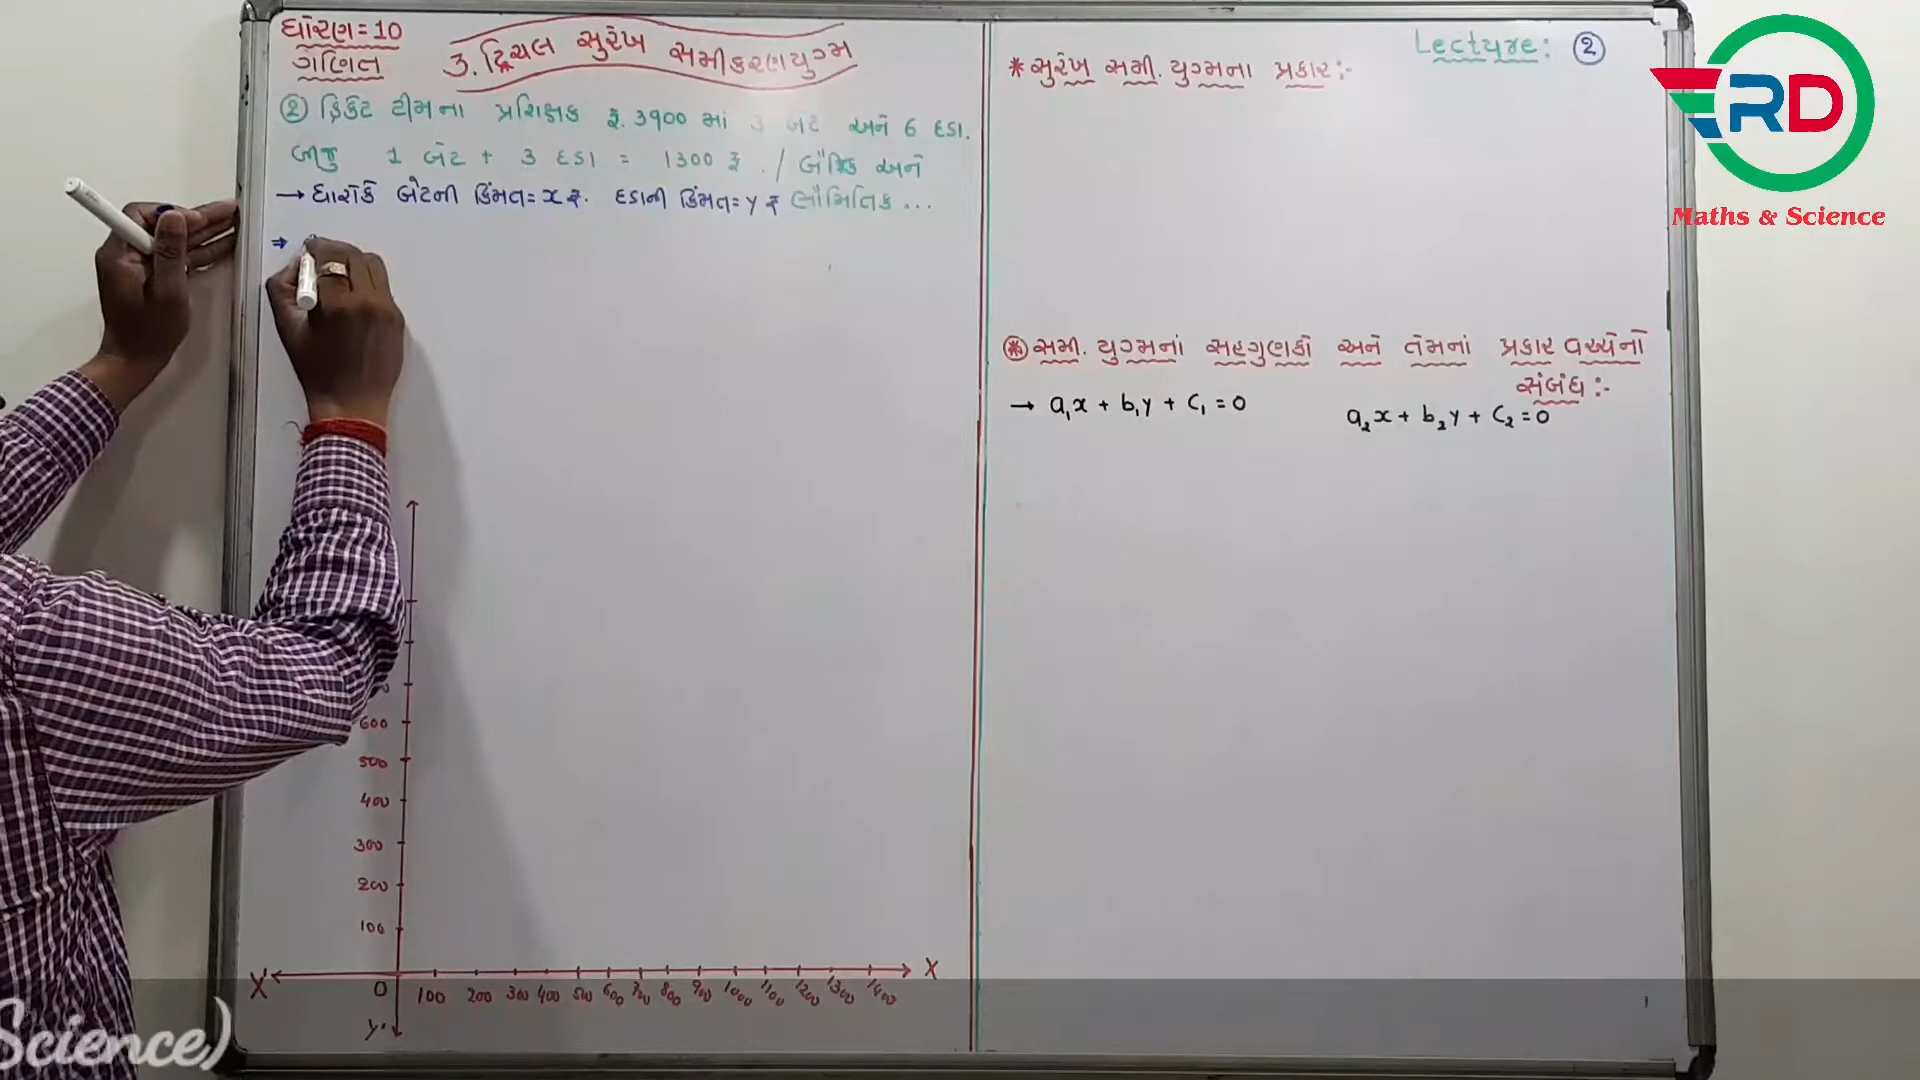 ધોરણ = 10
ગણિત
3. દ્વિચલ સુરેખ સમીકરણયુગ્મ
② ક્રિકેટ ટીમના પ્રશિક્ષક રૂ. 3900 માં 3 બેટ અને 6 દડા.
બીજુ 1 બેટ + 3 દડા = 1300 રૂ. / બૈજિક અને
→ ધારોકે બેટની કિંમત = x રૂ. દડાની કિંમત = y રૂ ભૌમિતિક ...
⇒
600
500
400
300
200
100
X' O 100 200 300 400 500 600 700 800 900 1000 1100 1200 1300 1400 X
Y'
Lecture: ②
* સુરેખ સમી. યુગ્મના પ્રકાર :-
* સમી. યુગ્મનાં સહગુણકો અને તેમનાં પ્રકાર વચ્ચેનો
સંબંધ :-
→ a₁x + b₁y + c₁ = 0 a₂x + b₂y + c₂ = 0
RD
Maths & Science
Science)